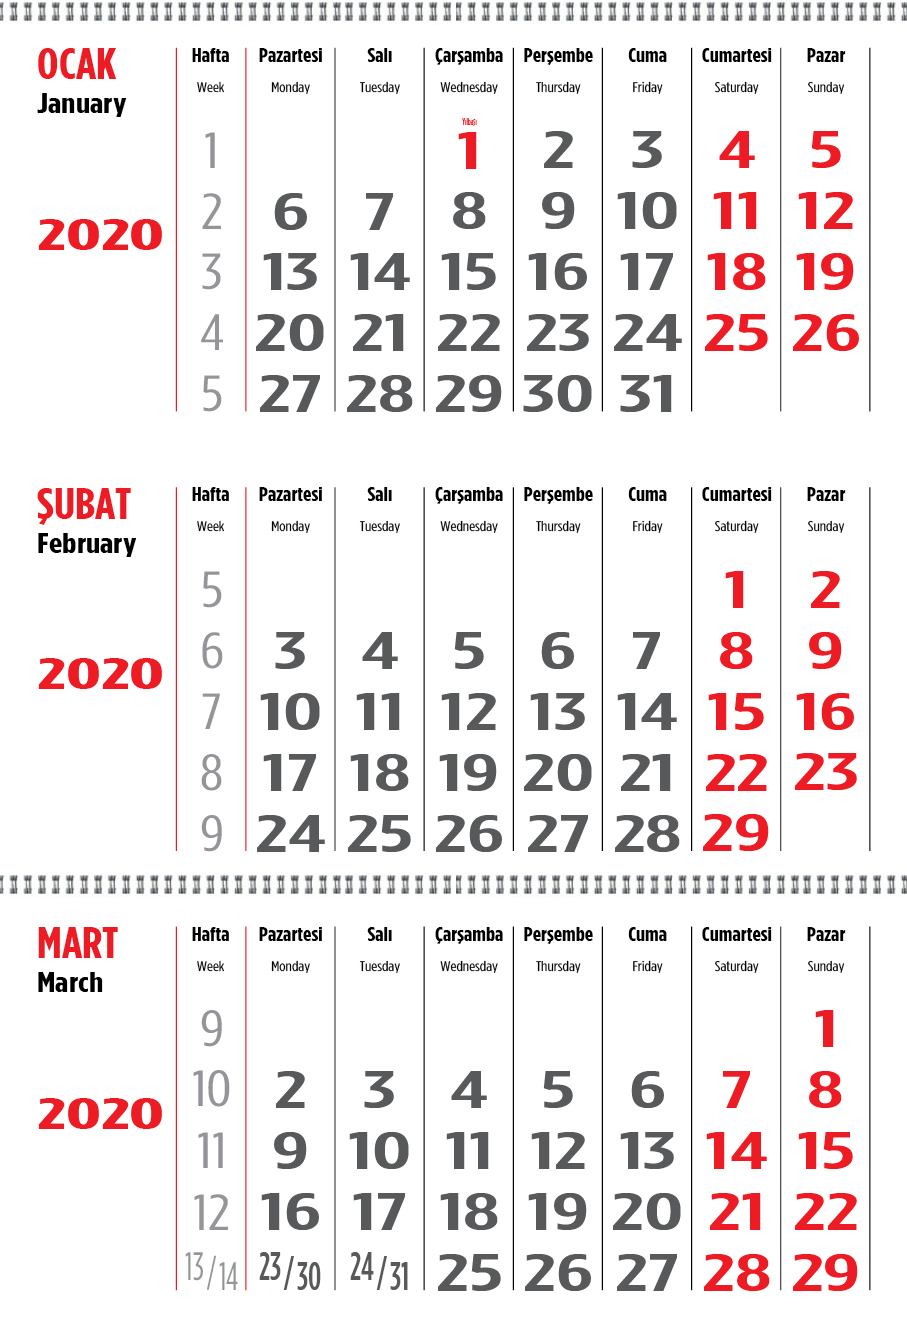 OCAK Hafta Pazartesi Salı Çarşamba Perşembe Cuma Cumartesi Pazar
January Week Monday Tuesday Wednesday Thursday Friday Saturday Sunday
Yılbaşı
1 1 2 3 4 5
2020 2 6 7 8 9 10 11 12
3 13 14 15 16 17 18 19
4 20 21 22 23 24 25 26
5 27 28 29 30 31
ŞUBAT Hafta Pazartesi Salı Çarşamba Perşembe Cuma Cumartesi Pazar
February Week Monday Tuesday Wednesday Thursday Friday Saturday Sunday
5 1 2
2020 6 3 4 5 6 7 8 9
7 10 11 12 13 14 15 16
8 17 18 19 20 21 22 23
9 24 25 26 27 28 29
MART Hafta Pazartesi Salı Çarşamba Perşembe Cuma Cumartesi Pazar
March Week Monday Tuesday Wednesday Thursday Friday Saturday Sunday
9 1
2020 10 2 3 4 5 6 7 8
11 9 10 11 12 13 14 15
12 16 17 18 19 20 21 22
13/14 23/30 24/31 25 26 27 28 29